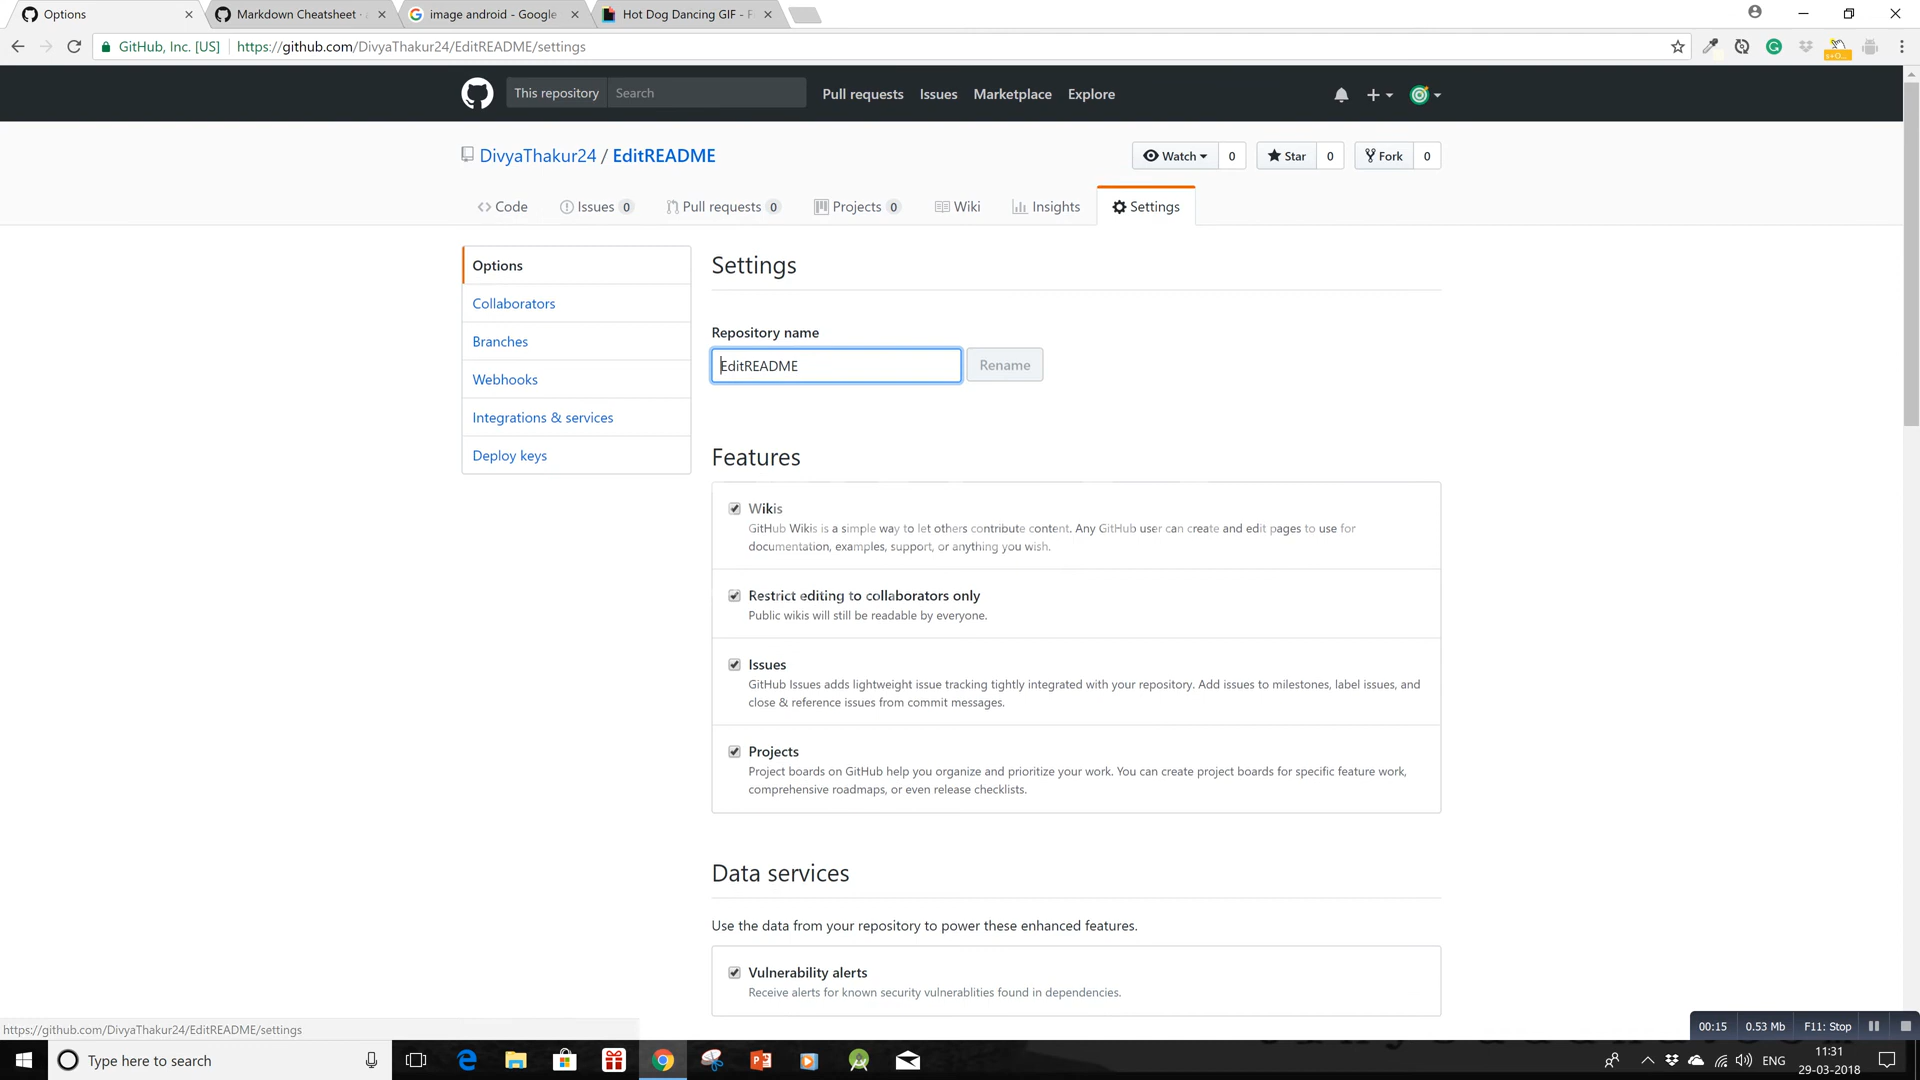 Options
Markdown Cheatsheet ·
image android - Google
Hot Dog Dancing GIF -
GitHub, Inc. [US]
https://github.com/DivyaThakur24/EditREADME/settings
This repository
Search
Pull requests
Issues
Marketplace
Explore
DivyaThakur24 / EditREADME
Watch
0
Star
0
Fork
0
Code
Issues 0
Pull requests 0
Projects 0
Wiki
Insights
Settings
Options
Collaborators
Branches
Webhooks
Integrations & services
Deploy keys
Settings
Repository name
EditREADME
Rename
Features
Wikis
GitHub Wikis is a simple way to let others contribute content. Any GitHub user can create and edit pages to use for
documentation, examples, support, or anything you wish.
Restrict editing to collaborators only
Public wikis will still be readable by everyone.
Issues
GitHub Issues adds lightweight issue tracking tightly integrated with your repository. Add issues to milestones, label issues, and
close & reference issues from commit messages.
Projects
Project boards on GitHub help you organize and prioritize your work. You can create project boards for specific feature work,
comprehensive roadmaps, or even release checklists.
Data services
Use the data from your repository to power these enhanced features.
Vulnerability alerts
Receive alerts for known security vulnerablities found in dependencies.
https://github.com/DivyaThakur24/EditREADME/settings
00:15
0.53 Mb
F11: Stop
Type here to search
ENG
11:31
29-03-2018